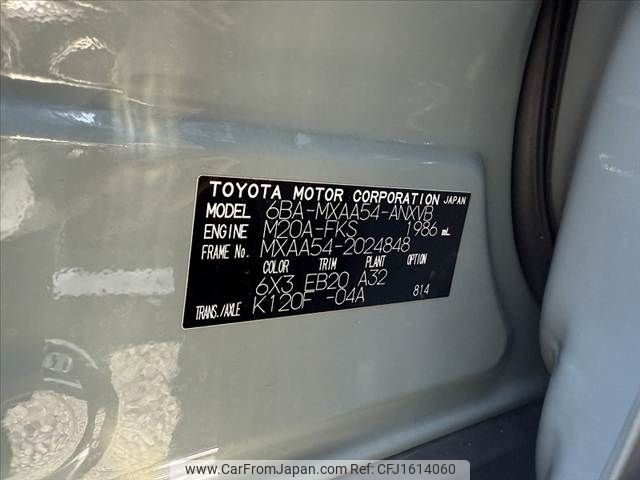 TOYOTA MOTOR CORPORATION JAPAN
MODEL 6BA-MXAA54-ANXVB
ENGINE M20A-FKS 1986 mL
FRAME No. MXAA54-2024848
COLOR TRIM PLANT OPTION
6X3 EB20 A32
TRANS./AXLE K120F -04A 814
www.CarFromJapan.com REF No. CFJ1614060